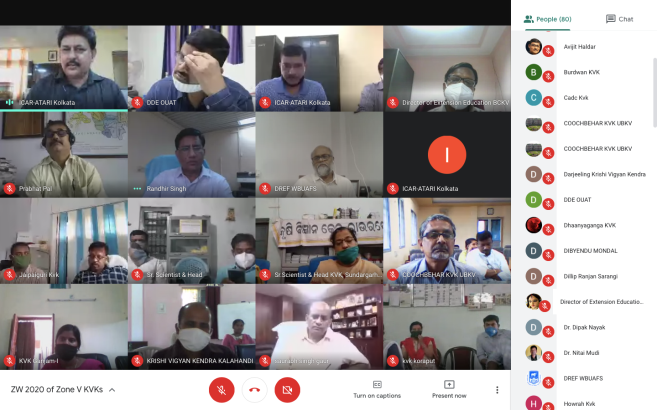 People (80)
Chat
ICAR-ATARI Kolkata
DDE OUAT
ICAR-ATARI Kolkata
Director of Extension Education BCKV
Prabhat Pal
Randhir Singh
DREF WBUAFS
I
ICAR-ATARI Kolkata
Jalpaiguri Kvk
Sr. Scientist & Head
Sr.Scientist & Head KVK, Sundargarh...
COOCHBEHAR KVK UBKV
KVK Ganjam-I
KRISHI VIGYAN KENDRA KALAHANDI
kvk koraput
ZW 2020 of Zone V KVKs
Turn on captions
Present now
Avijit Haldar
B
Burdwan KVK
C
Cadc Kvk
COOCHBEHAR KVK UBKV
COOCHBEHAR KVK UBKV
D
Darjeeling Krishi Vigyan Kendra
D
DDE OUAT
Dhaanyaganga KVK
D
DIBYENDU MONDAL
D
Dillip Ranjan Sarangi
Director of Extension Educatio...
D
Dr. Dipak Nayak
Dr. Nitai Mudi
DREF WBUAFS
H
Howrah Kvk